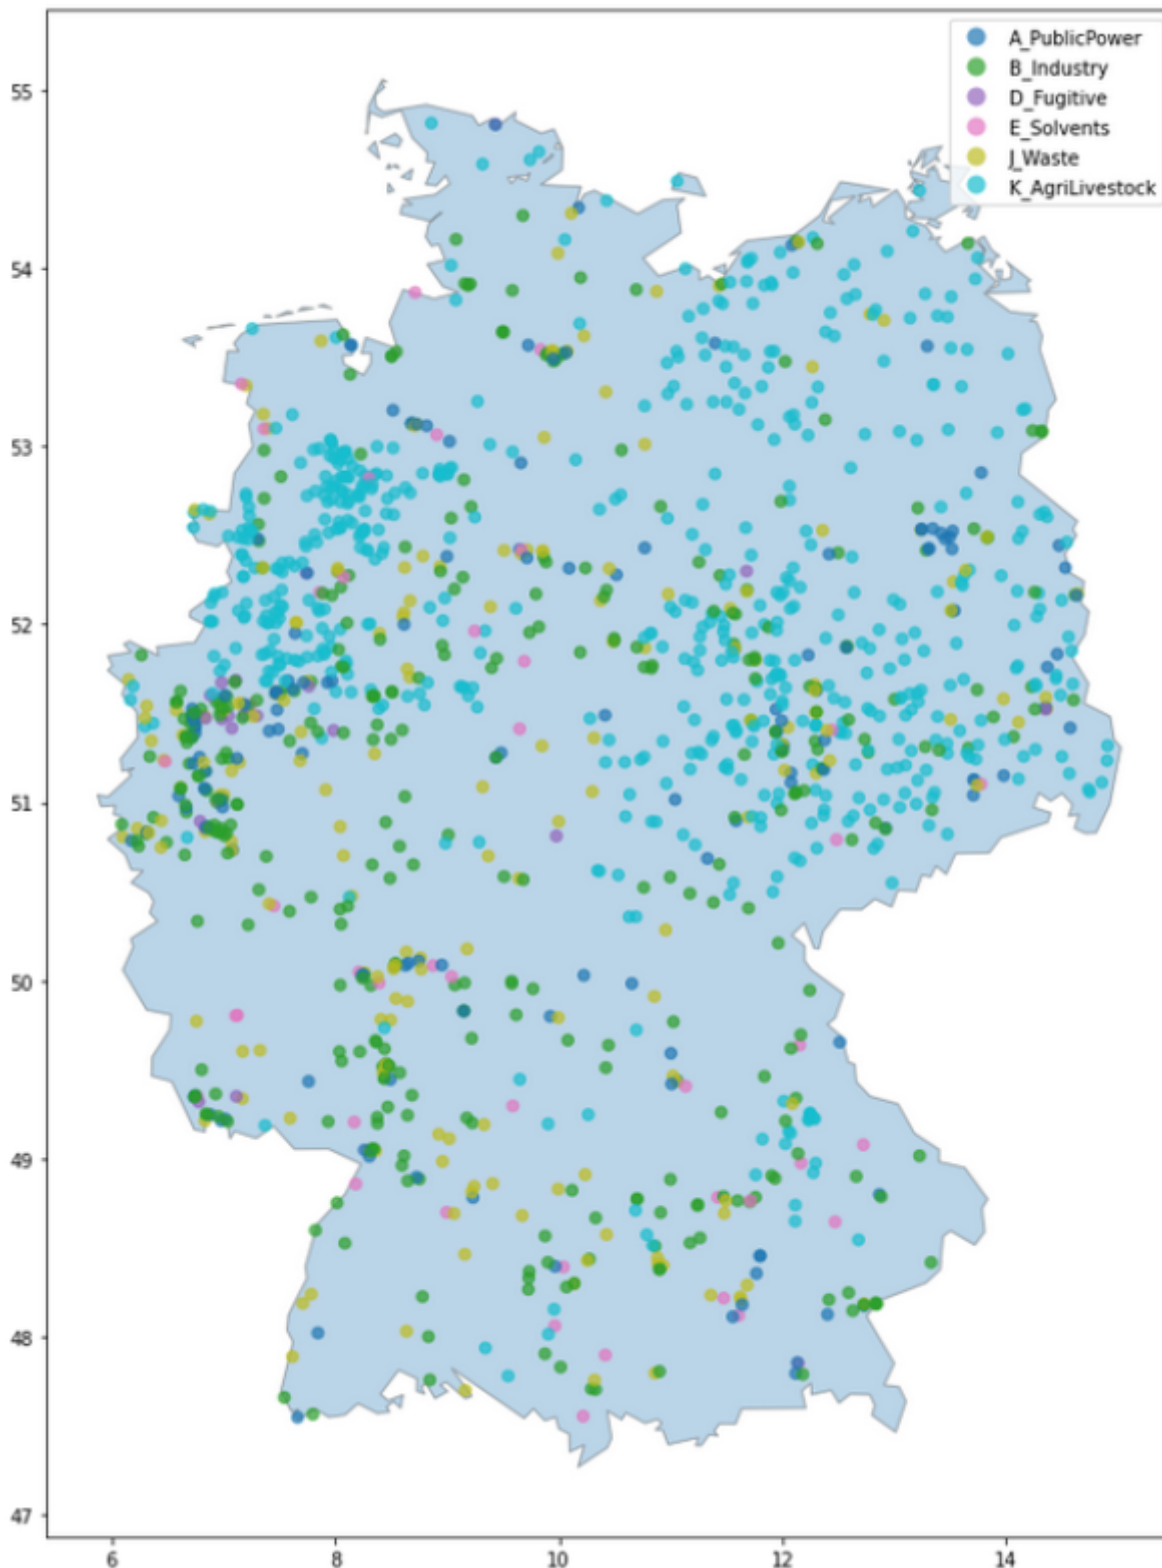 A_PublicPower
B_Industry
D_Fugitive
E_Solvents
J_Waste
K_AgriLivestock
55
54
53
52
51
50
49
48
47
6 8 10 12 14